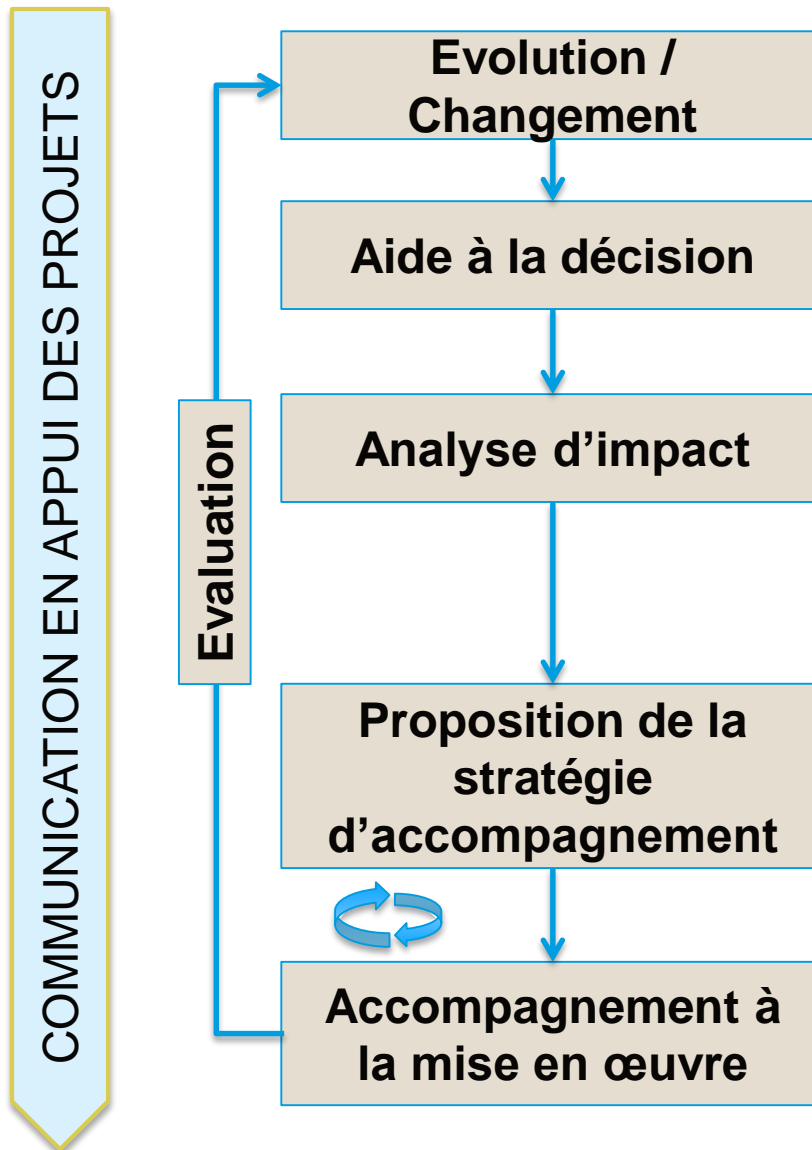 COMMUNICATION EN APPUI DES PROJETS
Evolution /
Changement
Aide à la décision
Analyse d’impact
Evaluation
Proposition de la
stratégie
d’accompagnement
Accompagnement à
la mise en œuvre